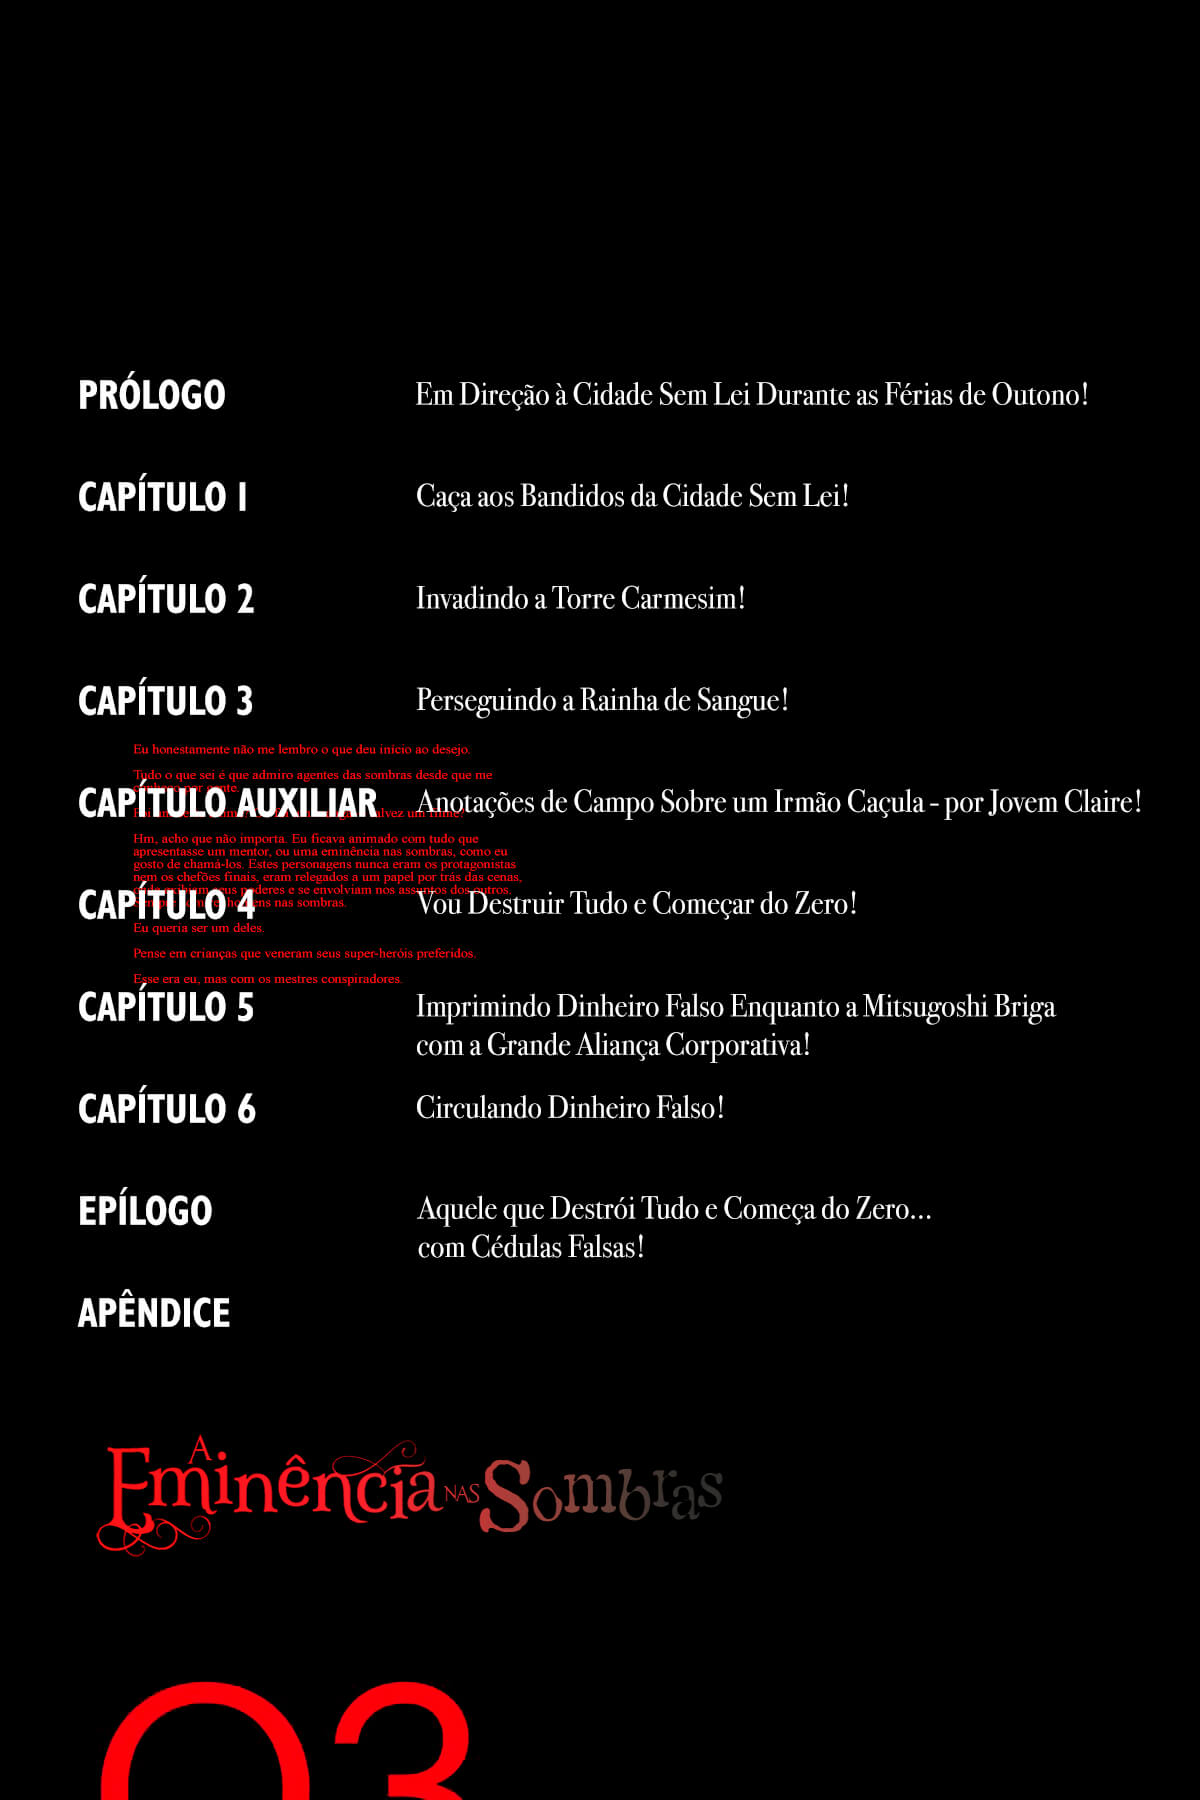 PRÓLOGO Em Direção à Cidade Sem Lei Durante as Férias de Outono!
CAPÍTULO 1 Caça aos Bandidos da Cidade Sem Lei!
CAPÍTULO 2 Invadindo a Torre Carmesim!
CAPÍTULO 3 Perseguindo a Rainha de Sangue!
Eu honestamente não me lembro o que deu início ao desejo.
Tudo o que sei é que admiro agentes das sombras desde que me
por gente.
CAPÍTULO AUXILIAR Anotações de Campo Sobre um Irmão Caçula - por Jovem Claire!
um filme?
Hm, acho que não importa. Eu ficava animado com tudo que
apresentasse um mentor, ou uma eminência nas sombras, como eu
gosto de chamá-los. Estes personagens nunca eram os protagonistas
nem os chefões finais, eram relegados a um papel por trás das cenas,
seus poderes e se envolviam nos assuntos dos outros.
CAPÍTULO 4 Vou Destruir Tudo e Começar do Zero!
nas sombras.
Eu queria ser um deles.
Pense em crianças que veneram seus super-heróis preferidos.
Esse era eu, mas com os mestres conspiradores.
CAPÍTULO 5 Imprimindo Dinheiro Falso Enquanto a Mitsugoshi Briga
com a Grande Aliança Corporativa!
CAPÍTULO 6 Circulando Dinheiro Falso!
EPÍLOGO Aquele que Destrói Tudo e Começa do Zero...
com Cédulas Falsas!
APÊNDICE
A Eminência nas Sombras
03